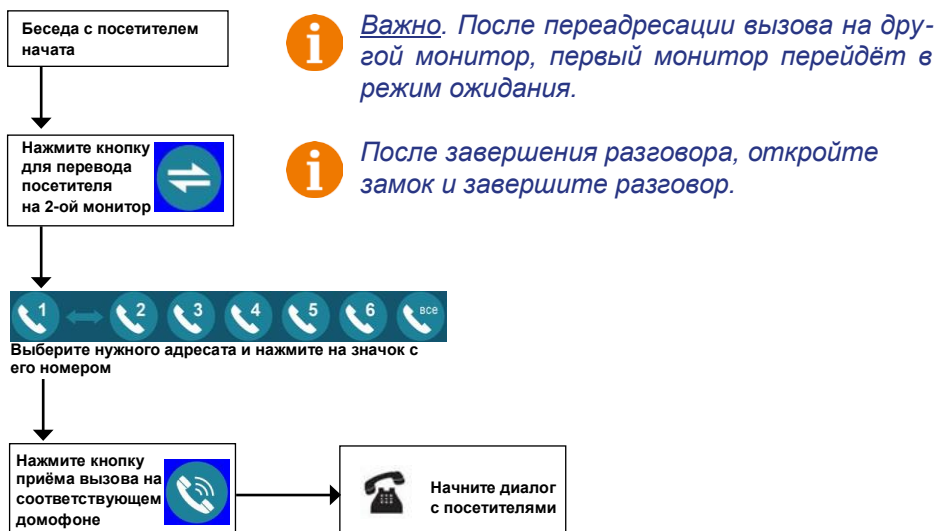 Беседа с посетителем
начата
Важно. После переадресации вызова на дру-
гой монитор, первый монитор перейдёт в
режим ожидания.
Нажмите кнопку
для перевода
посетителя
на 2-ой монитор
После завершения разговора, откройте
замок и завершите разговор.
1 2 3 4 5 6 все
Выберите нужного адресата и нажмите на значок с
его номером
Нажмите кнопку
приёма вызова на
соответствующем
домофоне
Начните диалог
с посетителями